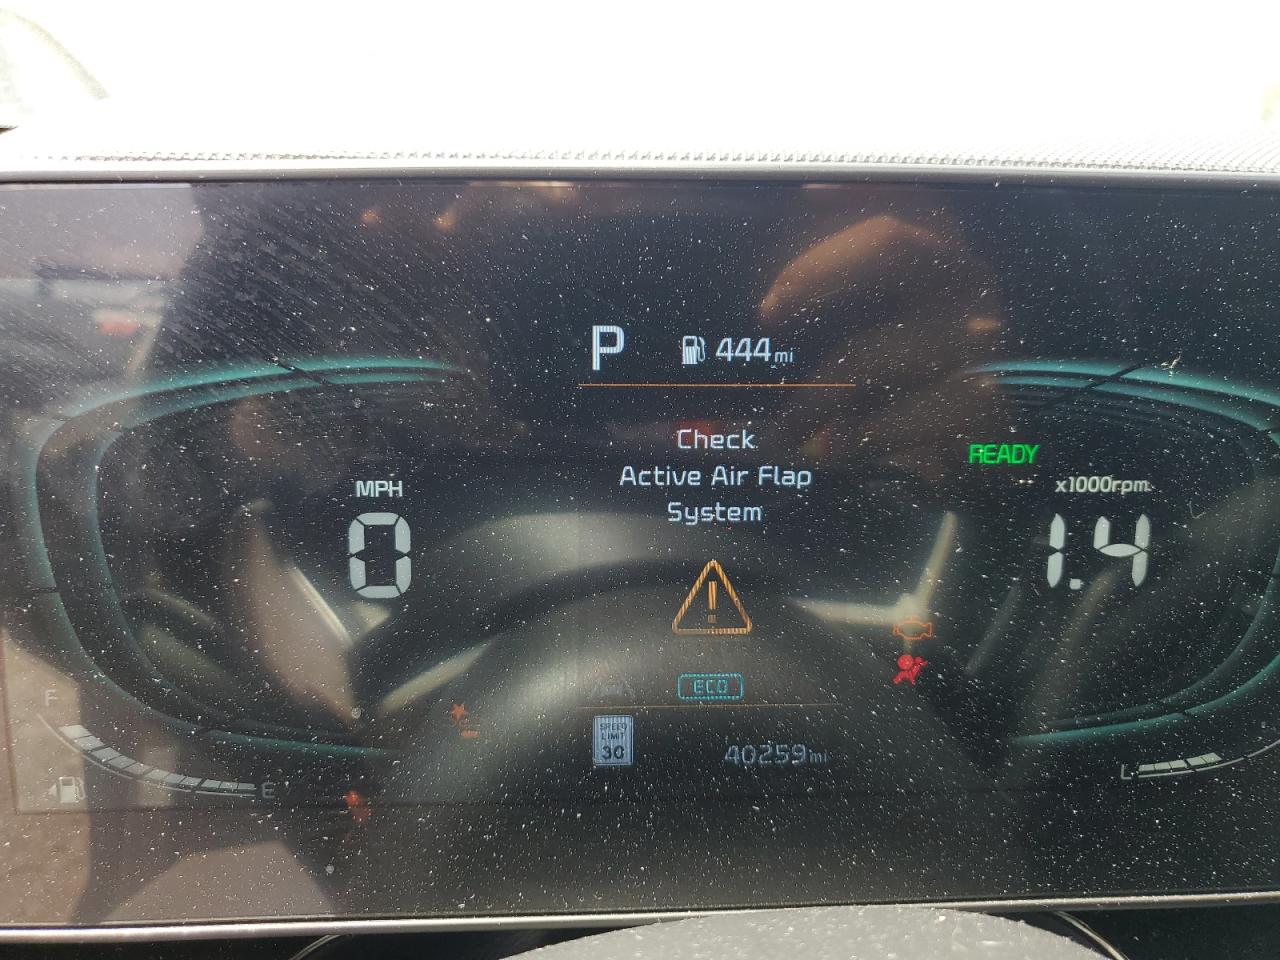 P 444mi
Check
Active Air Flap
System
READY
MPH
x1000rpm
0
1.4
ECO
F
SPEED
LIMIT
30
40259mi
E
L